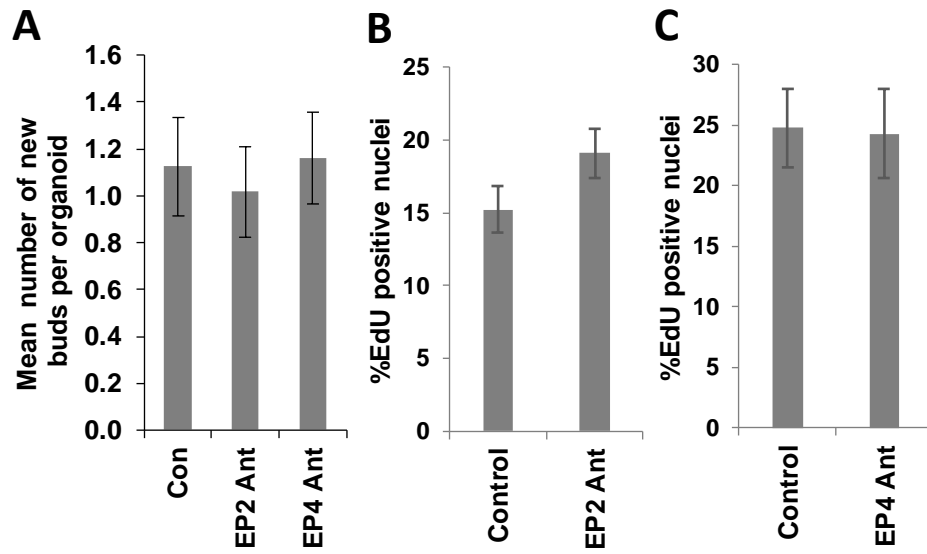 A
Mean number of new
buds per organoid
1.6
1.4
1.2
1.0
0.8
0.6
0.4
0.2
0.0
Con
EP2 Ant
EP4 Ant
B
%EdU positive nuclei
25
20
15
10
5
0
Control
EP2 Ant
C
%EdU positive nuclei
30
25
20
15
10
5
0
Control
EP4 Ant